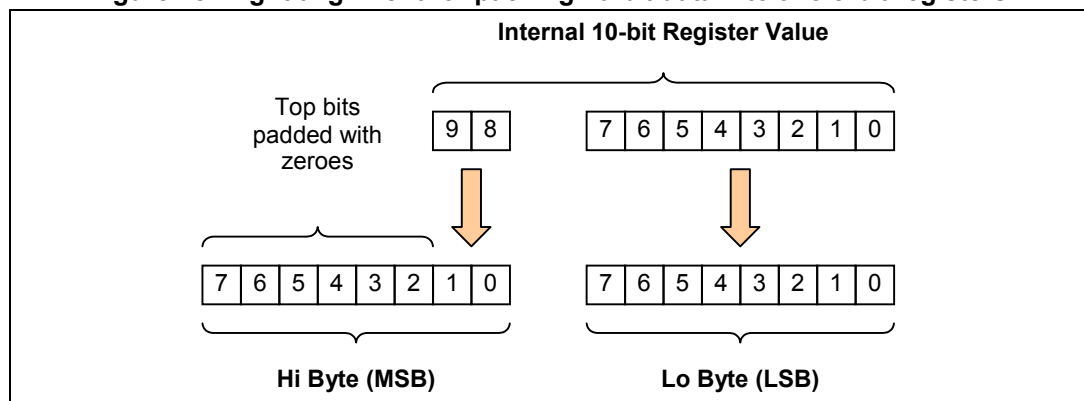 Internal 10-bit Register Value
Top bits
padded with
zeroes
9 8
7 6 5 4 3 2 1 0
7 6 5 4 3 2 1 0
7 6 5 4 3 2 1 0
Hi Byte (MSB)
Lo Byte (LSB)